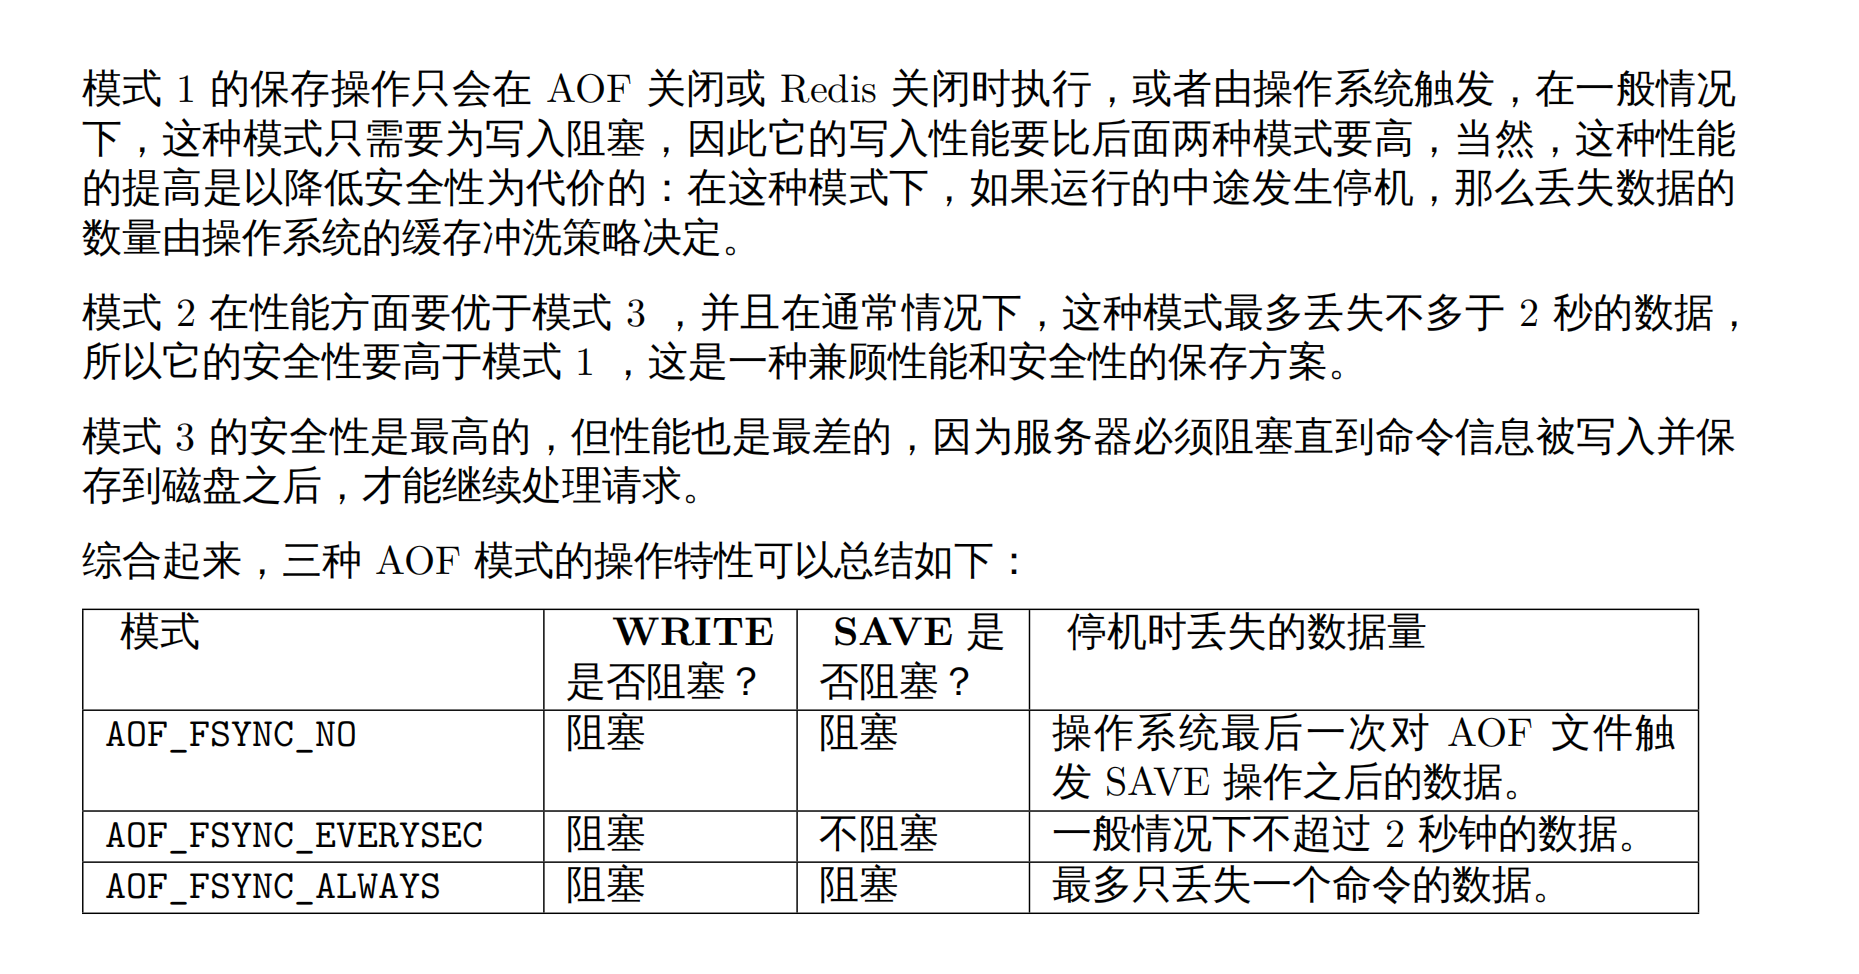 模式 1 的保存操作只会在 AOF 关闭或 Redis 关闭时执行，或者由操作系统触发，在一般情况
下，这种模式只需要为写入阻塞，因此它的写入性能要比后面两种模式要高，当然，这种性能
的提高是以降低安全性为代价的：在这种模式下，如果运行的中途发生停机，那么丢失数据的
数量由操作系统的缓存冲洗策略决定。
模式 2 在性能方面要优于模式 3 ，并且在通常情况下，这种模式最多丢失不多于 2 秒的数据，
所以它的安全性要高于模式 1 ，这是一种兼顾性能和安全性的保存方案。
模式 3 的安全性是最高的，但性能也是最差的，因为服务器必须阻塞直到命令信息被写入并保
存到磁盘之后，才能继续处理请求。
综合起来，三种 AOF 模式的操作特性可以总结如下：
模式
WRITE
是否阻塞？
SAVE 是
否阻塞？
停机时丢失的数据量
AOF_FSYNC_NO
阻塞
阻塞
操作系统最后一次对 AOF 文件触
发 SAVE 操作之后的数据。
AOF_FSYNC_EVERYSEC
阻塞
不阻塞
一般情况下不超过 2 秒钟的数据。
AOF_FSYNC_ALWAYS
阻塞
阻塞
最多只丢失一个命令的数据。